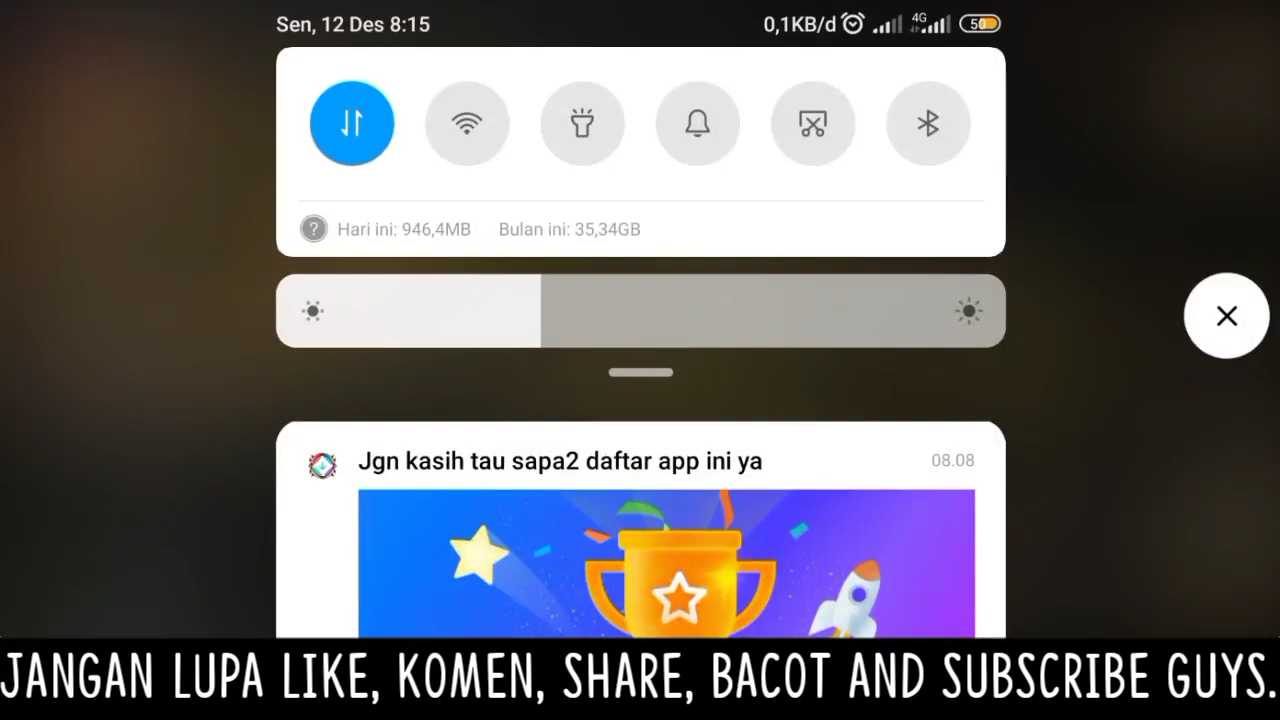 Sen, 12 Des 8:15
0,1KB/d 4G 50
? Hari ini: 946,4MB Bulan ini: 35,34GB
Jgn kasih tau sapa2 daftar app ini ya 08.08
JANGAN LUPA LIKE, KOMEN, SHARE, BACOT AND SUBSCRIBE GUYS.